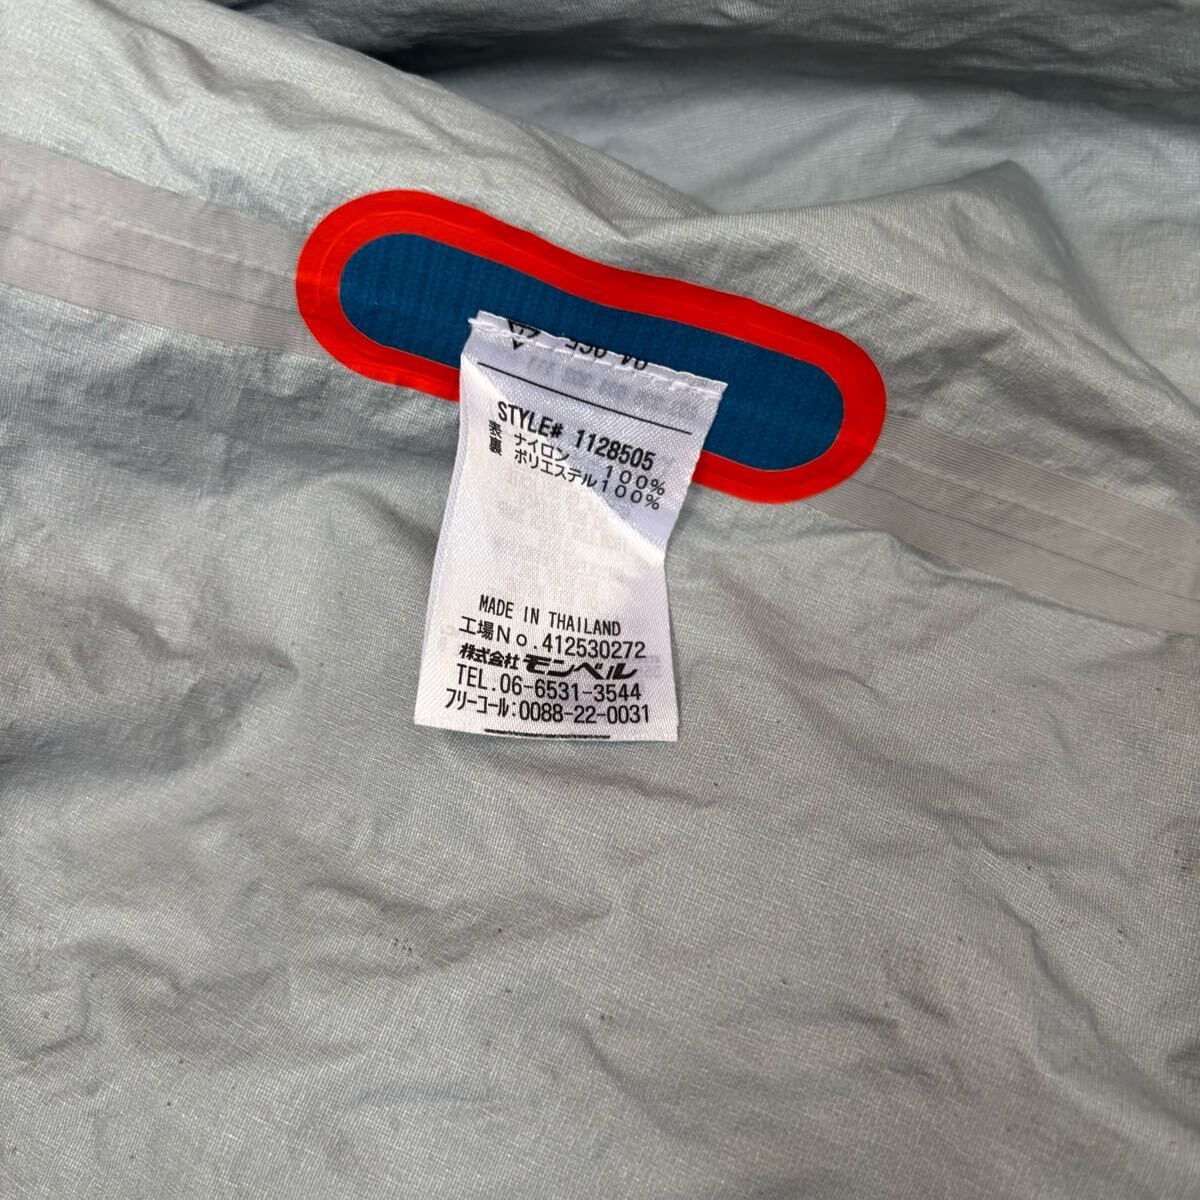 STYLE# 1128505
表 ナイロン 100%
裏 ポリエステル100%
MADE IN THAILAND
工場No.412530272
株式会社 モンベル
TEL.06-6531-3544
フリーコール:0088-22-0031